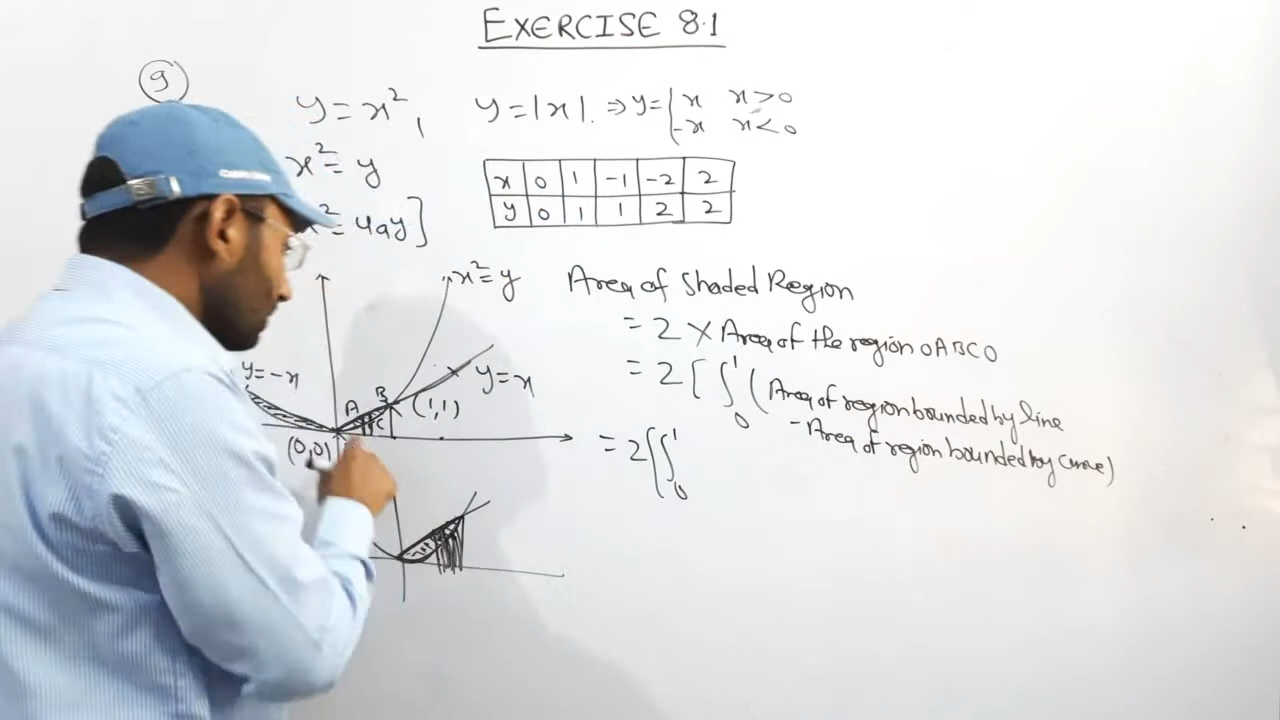 EXERCISE 8.1
9
y = x², y = |x|. ⇒ y = { x x > 0
-x x < 0
x² = y
x² = 4ay]
x 0 1 -1 -2 2
y 0 1 1 2 2
x² = y
y = -x
A B
y = x
(1,1)
C
(0,0)
Area of Shaded Region
= 2 × Area of the region OABCO
= 2 [ ∫₀¹ (Area of region bounded by line
- Area of region bounded by curve)
= 2 [ ∫₀¹